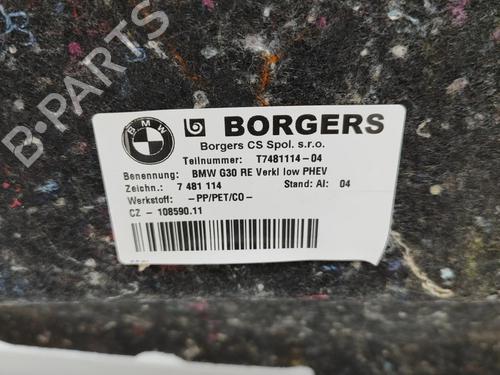 B-PARTS
BMW
BORGERS
Borgers CS Spol. s.r.o.
Teilnummer: T7481114-04
Benennung: BMW G30 RE Verkl low PHEV
Zeichn.: 7 481 114 Stand: AI: 04
Werkstoff: -PP/PET/CO-
CZ - 108590.11